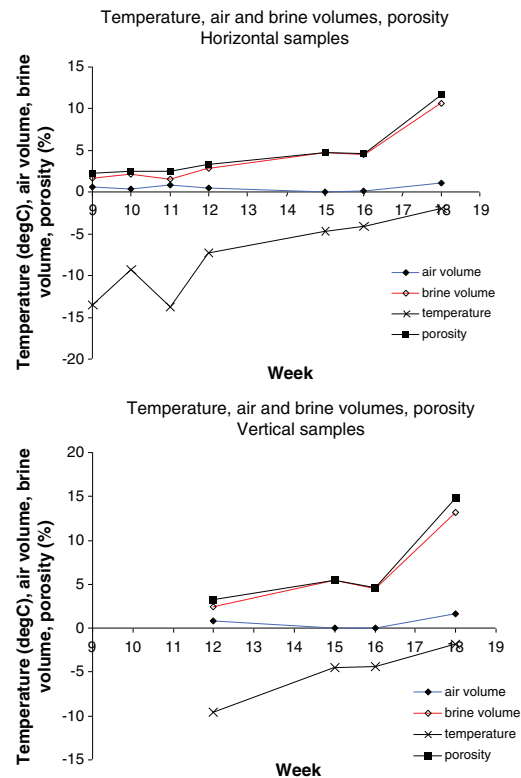 Temperature, air and brine volumes, porosity
Horizontal samples
Temperature (degC), air volume, brine
volume, porosity (%)
15
10
5
0
-5
-10
-15
-20
9 10 11 12 13 14 15 16 17 18 19
air volume
brine volume
temperature
porosity
Week
Temperature, air and brine volumes, porosity
Vertical samples
Temperature (degC), air volume, brine
volume, porosity (%)
20
15
10
5
0
-5
-10
-15
9 10 11 12 13 14 15 16 17 18 19
air volume
brine volume
temperature
porosity
Week